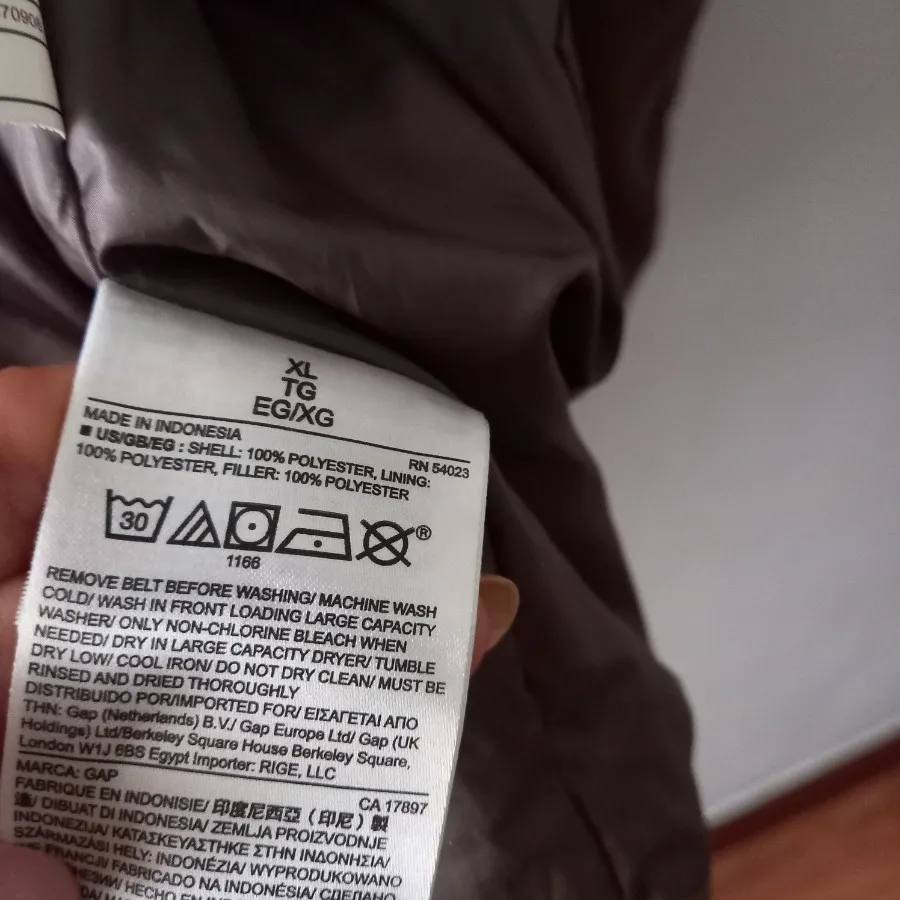 7090
XL
TG
EG/XG
MADE IN INDONESIA
RN 54023
■ US/GB/EG : SHELL: 100% POLYESTER, LINING:
100% POLYESTER, FILLER: 100% POLYESTER
30
®
1166
REMOVE BELT BEFORE WASHING/ MACHINE WASH
COLD/ WASH IN FRONT LOADING LARGE CAPACITY
WASHER/ ONLY NON-CHLORINE BLEACH WHEN
NEEDED/ DRY IN LARGE CAPACITY DRYER/ TUMBLE
DRY LOW/ COOL IRON/ DO NOT DRY CLEAN/ MUST BE
RINSED AND DRIED THOROUGHLY
DISTRIBUIDO POR/IMPORTED FOR/ ΕΙΣΑΓΕΤΑΙ ΑΠΟ
THN: Gap (Netherlands) B.V./ Gap Europe Ltd/ Gap (UK
Holdings) Ltd/Berkeley Square House Berkeley Square,
London W1J 6BS Egypt Importer: RIGE, LLC
MARCA: GAP
CA 17897
FABRIQUE EN INDONISIE/ 印度尼西亞 (印尼) 製
造/ DIBUAT DI INDONESIA/ ZEMLJA PROIZVODNJE
INDONEZIJA/ ΚΑΤΑΣΚΕΥΑΣΤΗΚΕ ΣΤΗΝ ΙΝΔΟΝΗΣΙΑ/
SZÁRMAZÁSI HELY: INDONÉZIA/ WYPRODUKOWANO
FABRICADO NA INDONÉSIA/ СДЕЛАНО
HECHO EN INDONESIA/